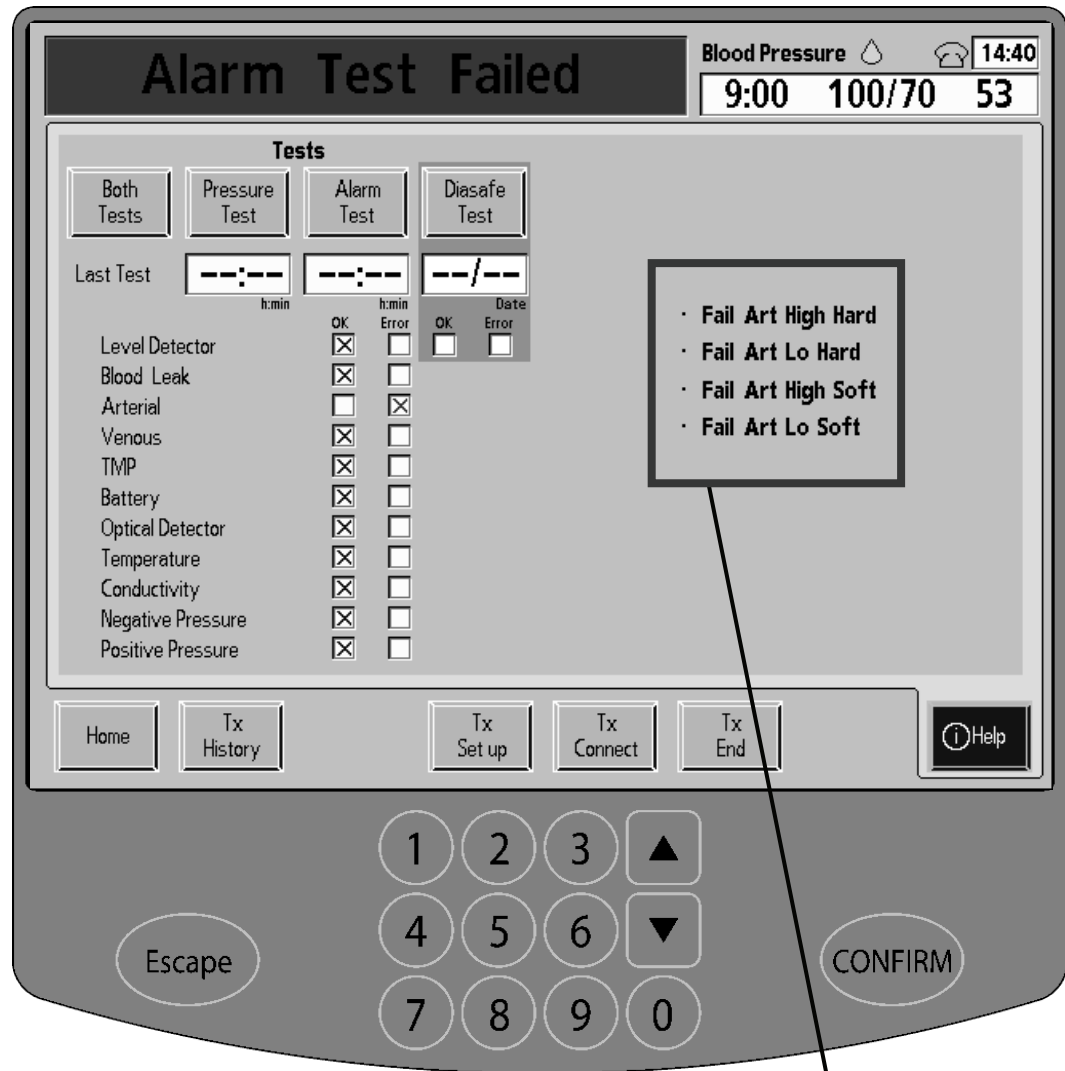 Alarm Test Failed
Blood Pressure 14:40
9:00 100/70 53
Tests
Both Tests
Pressure Test
Alarm Test
Diasafe Test
Last Test --:-- --:-- --/--
h:min h:min Date
OK Error OK Error
Level Detector
Blood Leak
Arterial
Venous
TMP
Battery
Optical Detector
Temperature
Conductivity
Negative Pressure
Positive Pressure
· Fail Art High Hard
· Fail Art Lo Hard
· Fail Art High Soft
· Fail Art Lo Soft
Home
Tx History
Tx Set up
Tx Connect
Tx End
i Help
1 2 3
4 5 6
7 8 9 0
Escape
CONFIRM